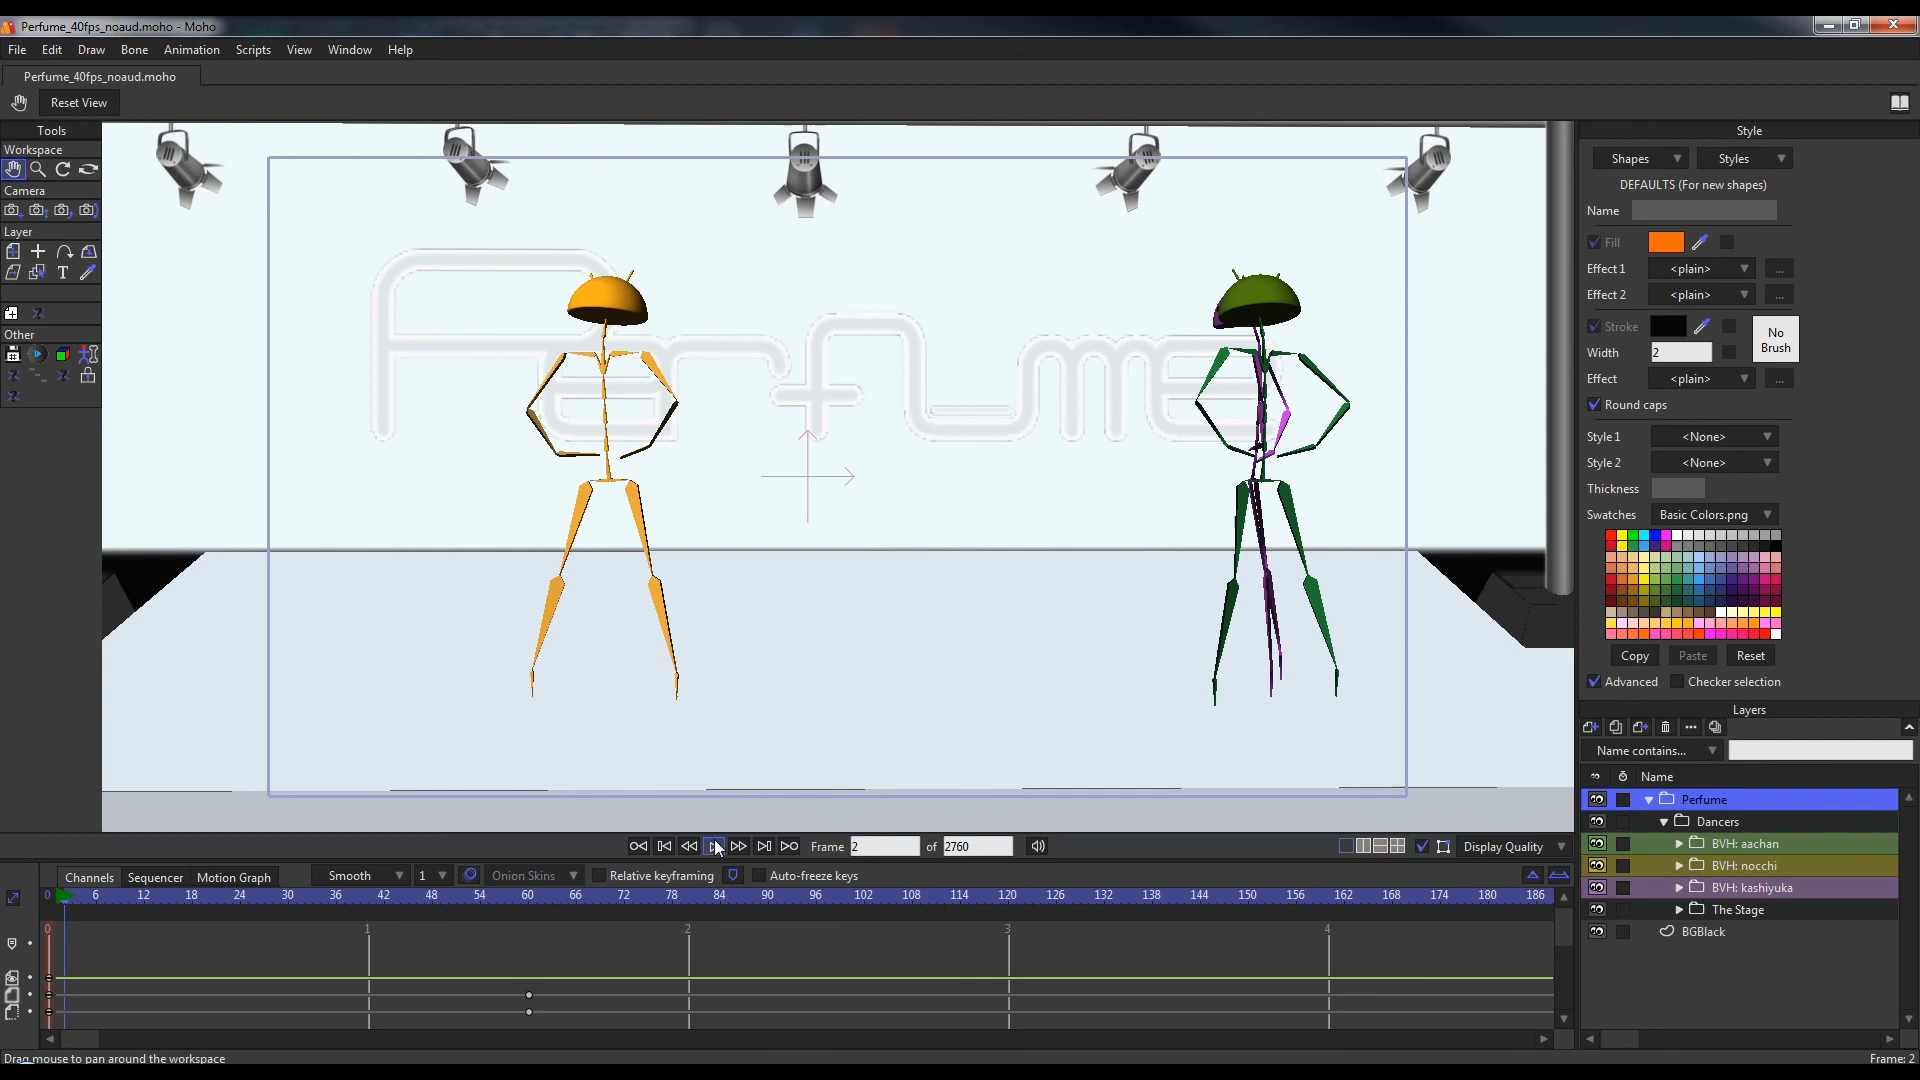 Perfume_40fps_noaud.moho - Moho
File Edit Draw Bone Animation Scripts View Window Help
Perfume_40fps_noaud.moho
Reset View
Tools
Workspace
Camera
Layer
T
Other
Perfume
Style
Shapes Styles
DEFAULTS (For new shapes)
Name
Fill
Effect 1 <plain> ...
Effect 2 <plain> ...
Stroke
No Brush
Width 2
Effect <plain> ...
Round caps
Style 1 <None>
Style 2 <None>
Thickness
Swatches Basic Colors.png
Copy Paste Reset
Advanced Checker selection
Layers
Name contains...
Name
Perfume
Dancers
BVH: aachan
BVH: nocchi
BVH: kashiyuka
The Stage
BGBlack
Frame 2 of 2760 Display Quality
Channels Sequencer Motion Graph Smooth 1 Onion Skins Relative keyframing Auto-freeze keys
0 6 12 18 24 30 36 42 48 54 60 66 72 78 84 90 96 102 108 114 120 126 132 138 144 150 156 162 168 174 180 186
0 1 2 3 4
Drag mouse to pan around the workspace Frame: 2